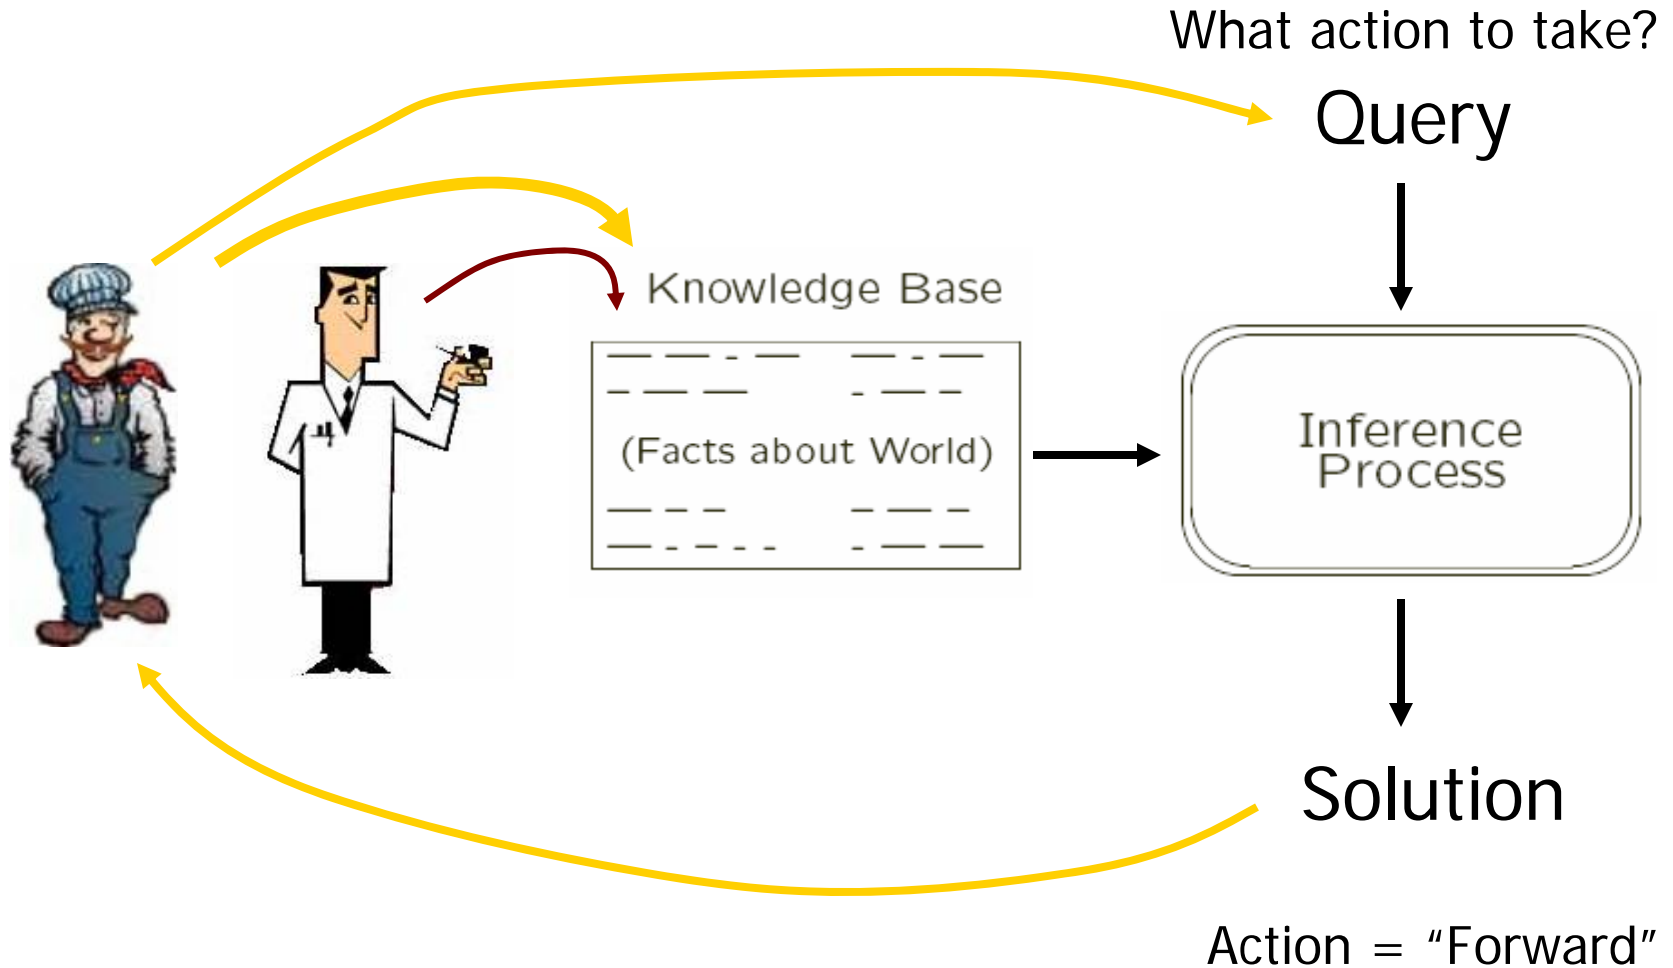 What action to take?
Query
Knowledge Base
(Facts about World)
Inference
Process
Solution
Action = “Forward”